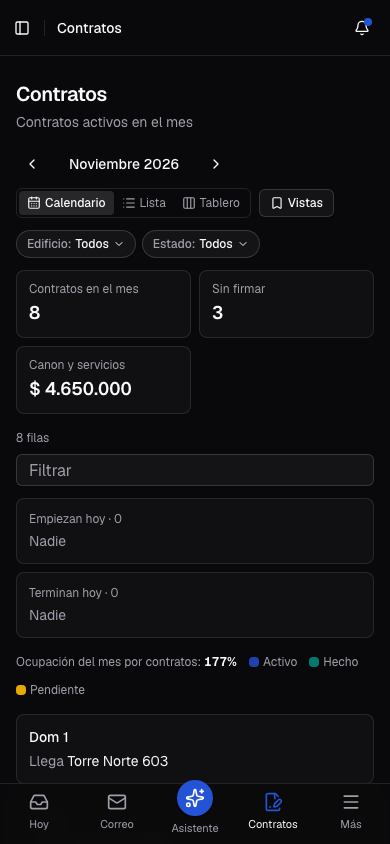 Contratos
Contratos
Contratos activos en el mes
Noviembre 2026
Calendario Lista Tablero Vistas
Edificio: Todos Estado: Todos
Contratos en el mes
8
Sin firmar
3
Canon y servicios
$ 4.650.000
8 filas
Filtrar
Empiezan hoy · 0
Nadie
Terminan hoy · 0
Nadie
Ocupación del mes por contratos: 177% Activo Hecho
Pendiente
Dom 1
Llega Torre Norte 603
Hoy Correo Asistente Contratos Más